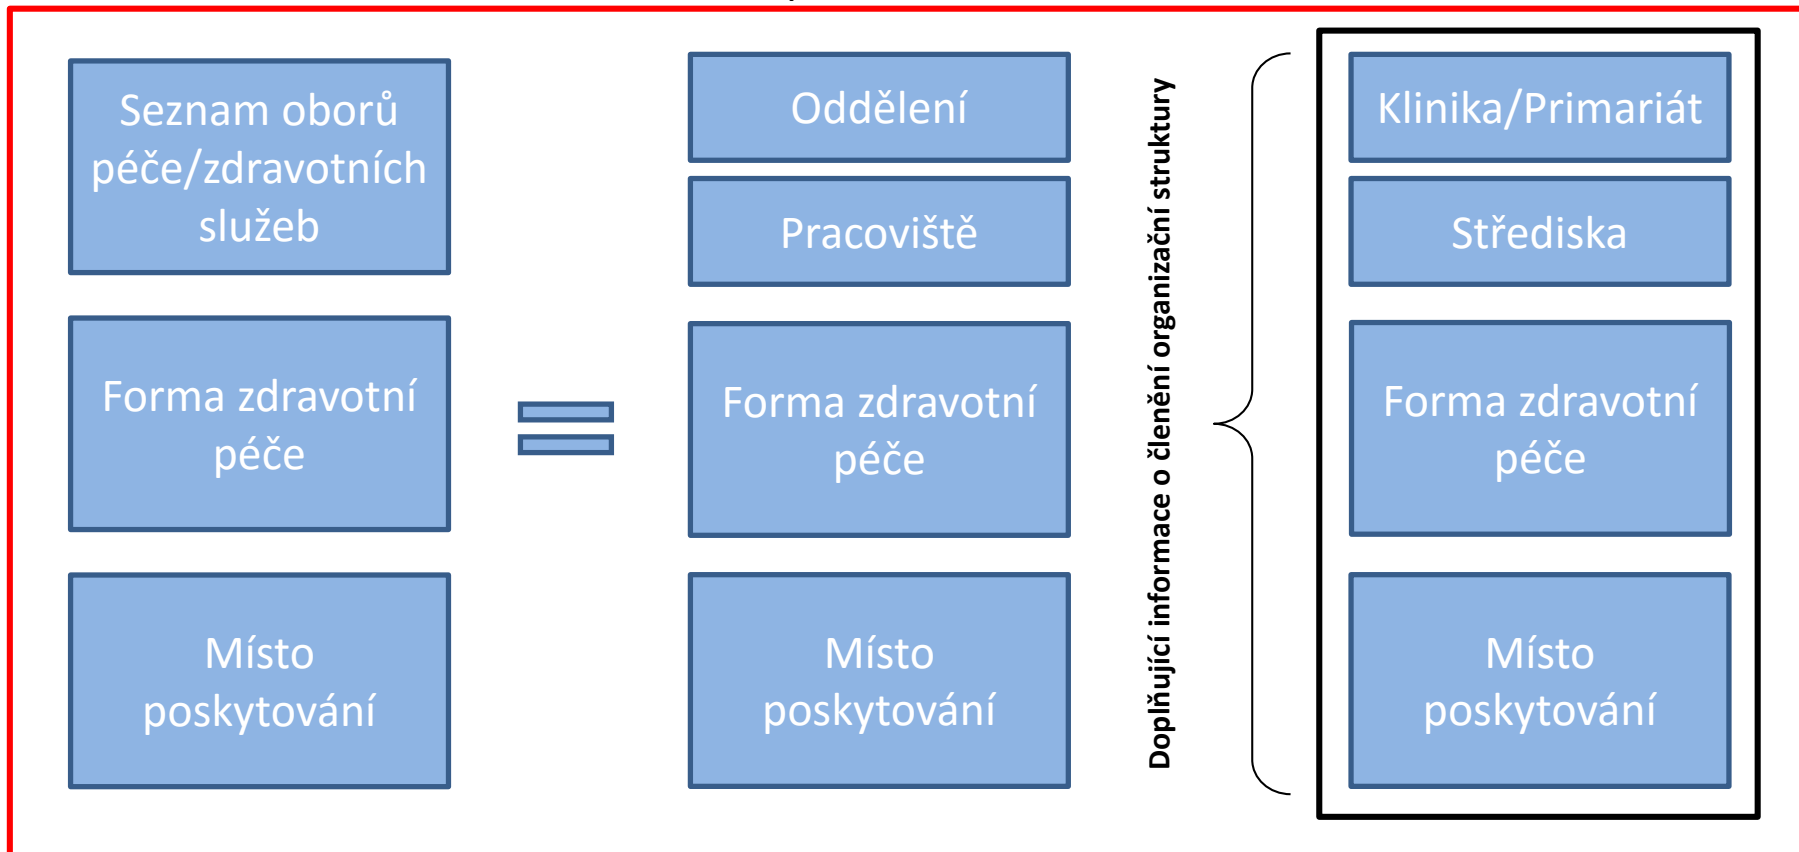 Seznam oborů
péče/zdravotních
služeb
Forma zdravotní
péče
Místo
poskytování
Oddělení
Pracoviště
Forma zdravotní
péče
Místo
poskytování
Doplňující informace o členění organizační struktury
Klinika/Primariát
Střediska
Forma zdravotní
péče
Místo
poskytování